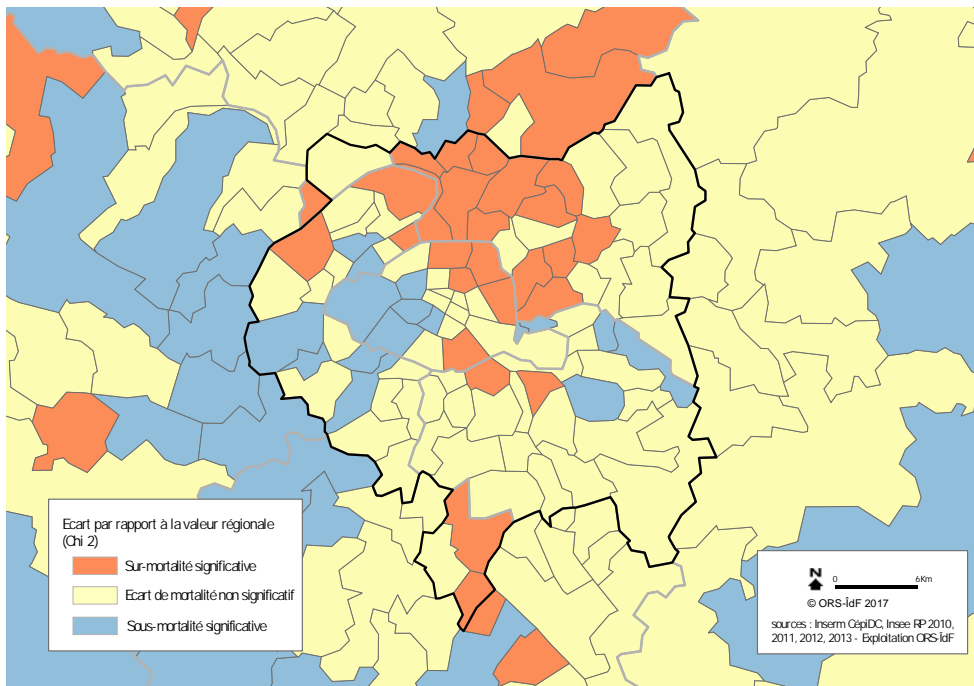 Ecart par rapport à la valeur régionale
(Chi 2)
Sur-mortalité significative
Ecart de mortalité non significatif
Sous-mortalité significative
N
0 6Km
© ORS-ÎdF 2017
sources : Inserm CépiDC, Insee RP 2010,
2011, 2012, 2013 - Exploitation ORS-ÎdF